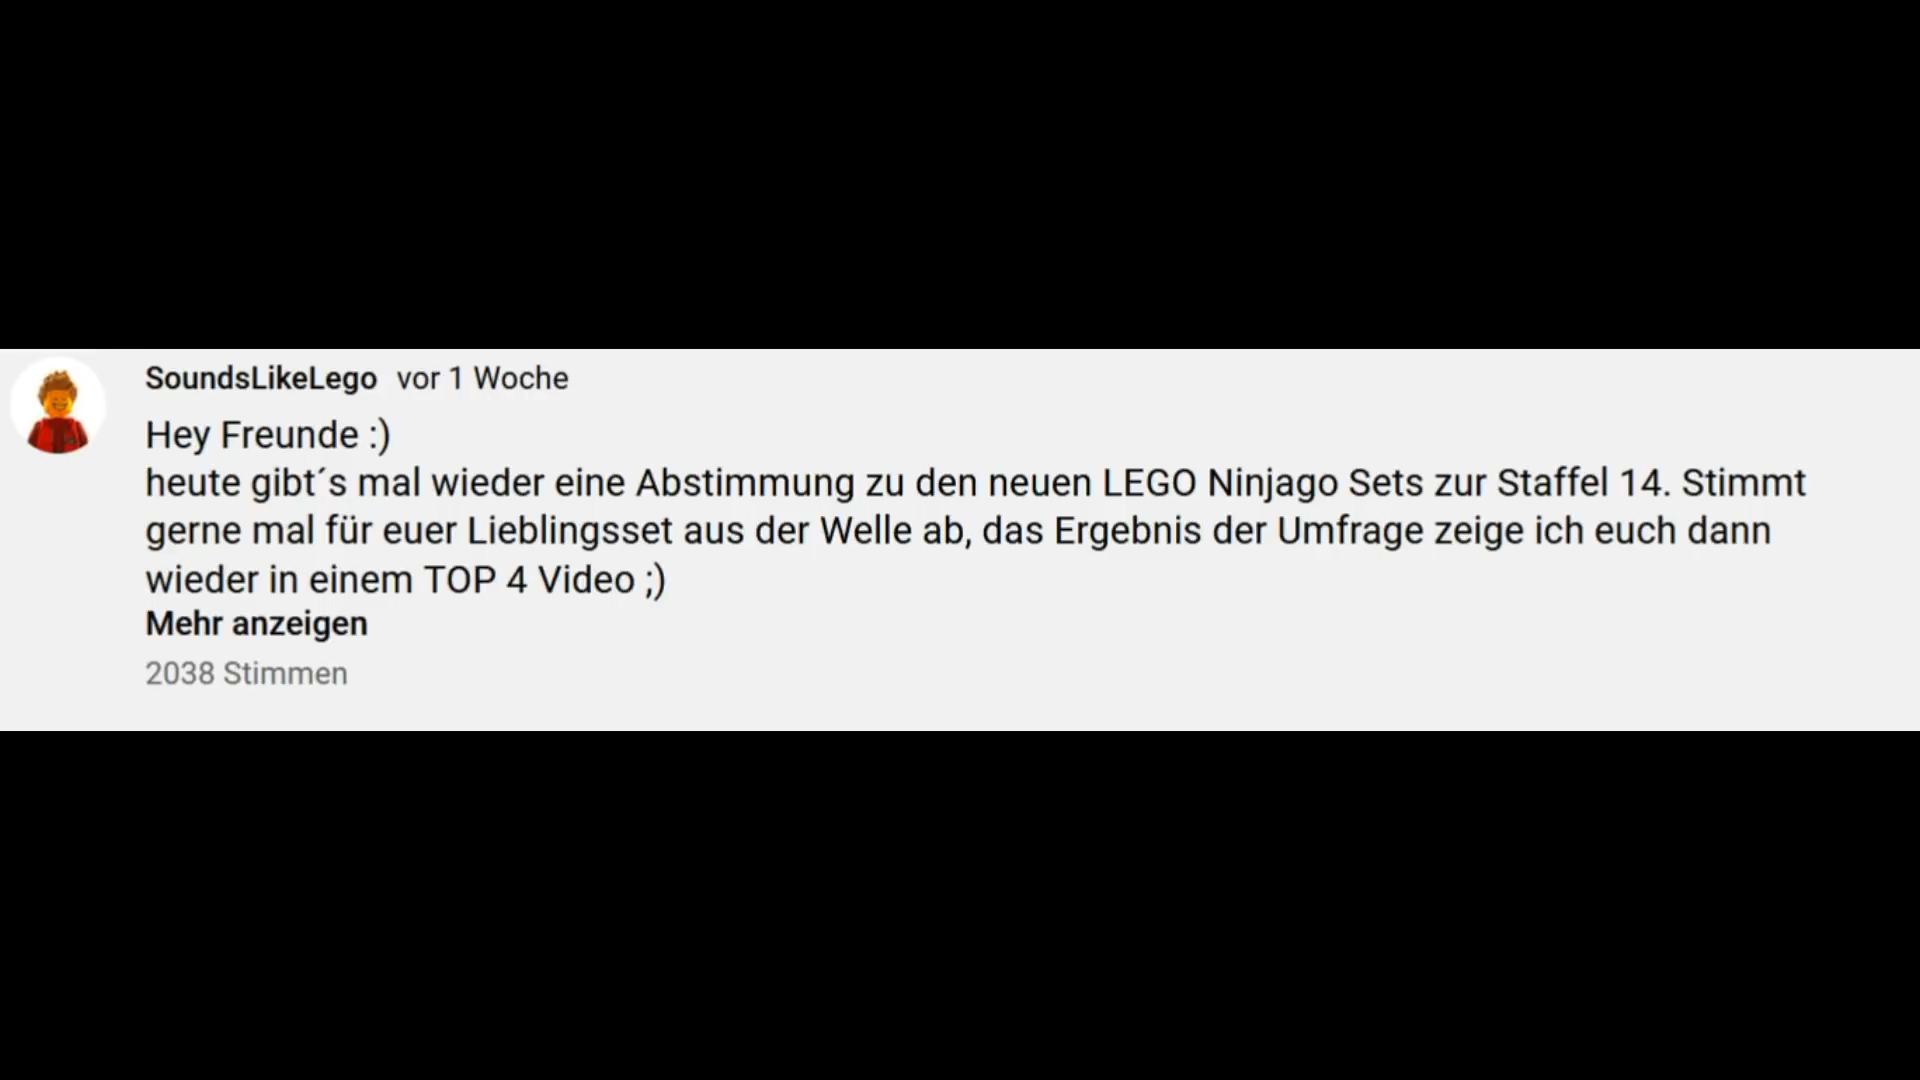 SoundsLikeLego vor 1 Woche
Hey Freunde :)
heute gibt´s mal wieder eine Abstimmung zu den neuen LEGO Ninjago Sets zur Staffel 14. Stimmt
gerne mal für euer Lieblingsset aus der Welle ab, das Ergebnis der Umfrage zeige ich euch dann
wieder in einem TOP 4 Video ;)
Mehr anzeigen
2038 Stimmen